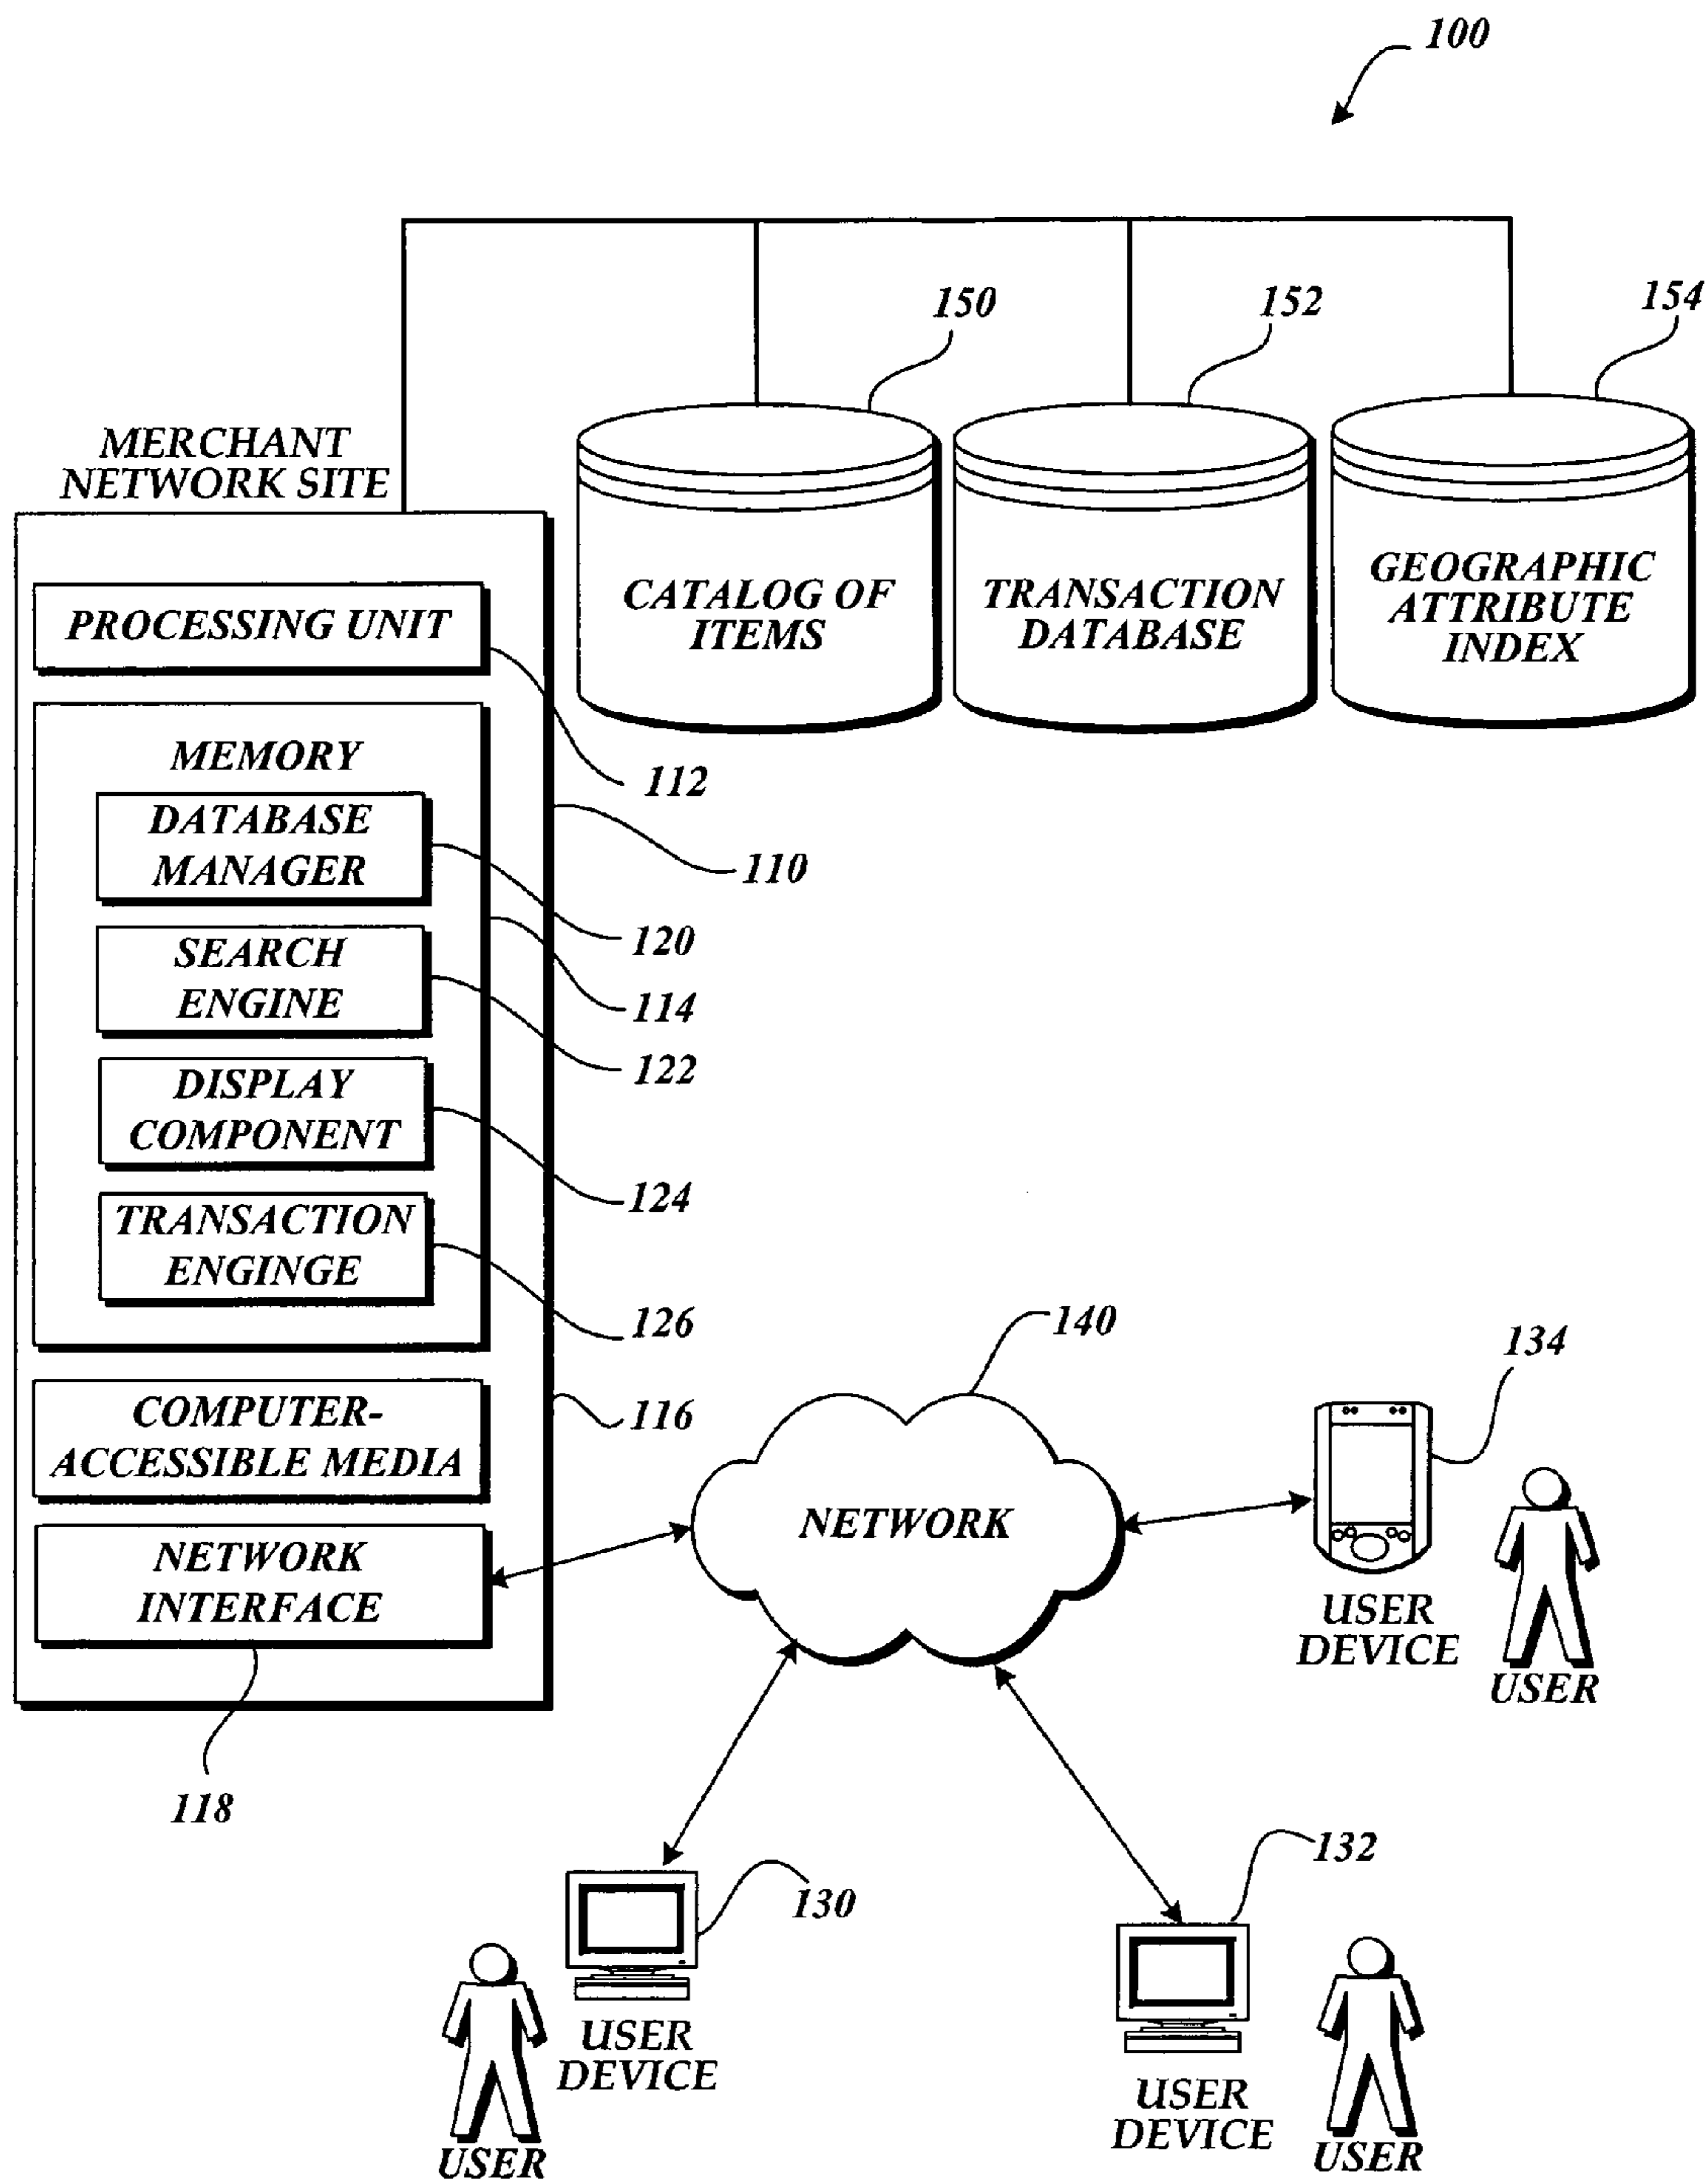 100
150
152
154
MERCHANT
NETWORK SITE
CATALOG OF
ITEMS
TRANSACTION
DATABASE
GEOGRAPHIC
ATTRIBUTE
INDEX
PROCESSING UNIT
112
MEMORY
DATABASE
MANAGER
110
120
SEARCH
ENGINE
114
122
DISPLAY
COMPONENT
124
TRANSACTION
ENGINGE
126
COMPUTER-
ACCESSIBLE MEDIA
116
NETWORK
INTERFACE
118
140
NETWORK
134
USER
DEVICE
USER
130
USER
DEVICE
USER
132
USER
DEVICE
USER